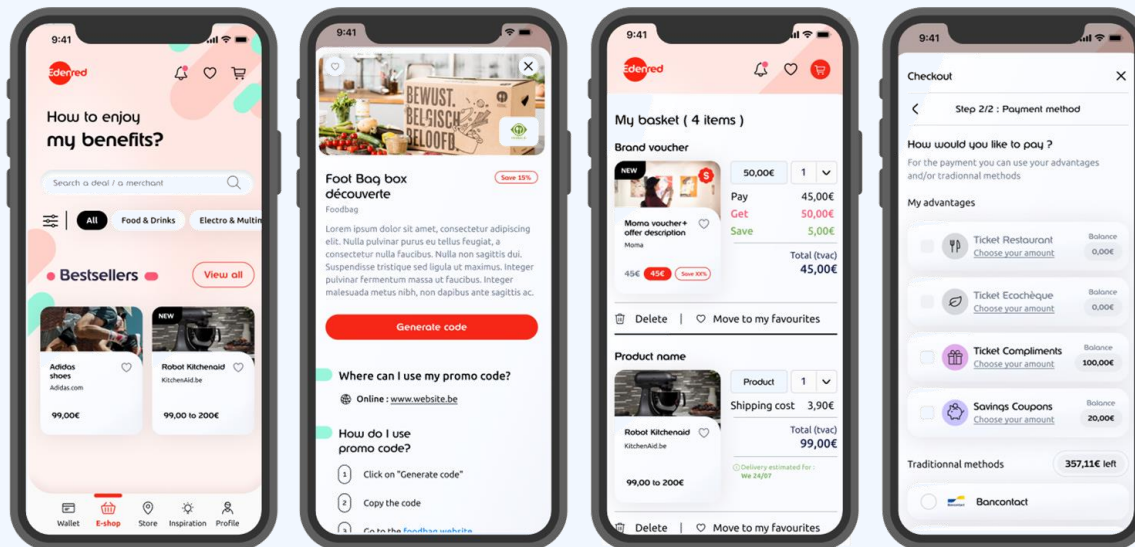 9:41
Edenred
How to enjoy
my benefits?
Search a deal / a merchant
All
Food & Drinks
Electro & Multim
Bestsellers
View all
NEW
Adidas
shoes
Adidas.com
99,00€
Robot Kitchenaid
KitchenAid.be
99,00 to 200€
Wallet
E-shop
Store
Inspiration
Profile
9:41
BEWUST.
BELGISCH
BELOOFD.
Foot Bag box
découverte
Save 15%
Foodbag
Lorem ipsum dolor sit amet, consectetur adipiscing
elit. Nulla pulvinar purus eu tellus feugiat, a
consectetur nulla faucibus. Nulla non sagittis dui.
Suspendisse tristique sed ligula ut maximus. Integer
pulvinar fermentum massa ut faucibus. Integer
malesuada metus nibh, non dapibus ante sagittis ac.
Generate code
Where can I use my promo code?
Online : www.website.be
How do I use
promo code?
1 Click on "Generate code"
2 Copy the code
3 Go to the foodbag website
9:41
Edenred
My basket ( 4 items )
Brand voucher
NEW
Moma voucher+
offer description
Moma
45€ 45€ Save XX%
50,00€ 1
Pay 45,00€
Get 50,00€
Save 5,00€
Total (tvac)
45,00€
Delete | Move to my favourites
Product name
Robot Kitchenaid
KitchenAid.be
99,00 to 200€
Product 1
Shipping cost 3,90€
Total (tvac)
99,00€
Delivery estimated for :
We 24/07
Delete | Move to my favourites
9:41
Checkout
Step 2/2 : Payment method
How would you like to pay ?
For the payment you can use your advantages
and/or tradionnal methods
My advantages
Ticket Restaurant
Choose your amount
Balance
0,00€
Ticket Ecochèque
Choose your amount
Balance
0,00€
Ticket Compliments
Choose your amount
Balance
100,00€
Savings Coupons
Choose your amount
Balance
20,00€
Traditionnal methods
357,11€ left
Bancontact